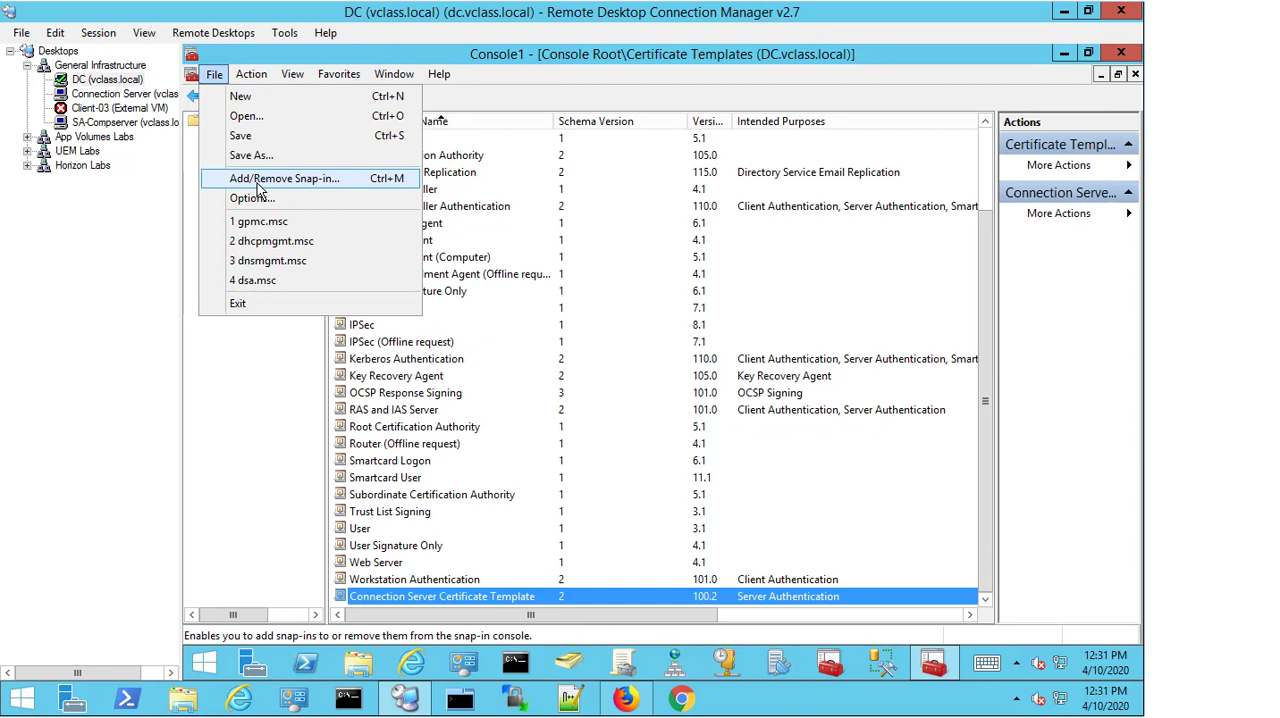 DC (vclass.local) (dc.vclass.local) - Remote Desktop Connection Manager v2.7
File Edit Session View Remote Desktops Tools Help
Desktops
General Infrastructure
DC (vclass.local)
Connection Server (vclas
Client-03 (External VM)
SA-Compserver (vclass.lo
App Volumes Labs
UEM Labs
Horizon Labs
Console1 - [Console Root\Certificate Templates (DC.vclass.local)]
File Action View Favorites Window Help
New Ctrl+N
Open... Ctrl+O
Save Ctrl+S
Save As...
Add/Remove Snap-in... Ctrl+M
Options...
1 gpmc.msc
2 dhcpmgmt.msc
3 dnsmgmt.msc
4 dsa.msc
Exit
Name Schema Version Versi... Intended Purposes
1 5.1
ion Authority 2 105.0
Replication 2 115.0 Directory Service Email Replication
ller 1 4.1
ller Authentication 2 110.0 Client Authentication, Server Authentication, Smart
gent 1 6.1
nt 1 4.1
nt (Computer) 1 5.1
ment Agent (Offline requ... 1 4.1
ture Only 1 6.1
1 7.1
IPSec 1 8.1
IPSec (Offline request) 1 7.1
Kerberos Authentication 2 110.0 Client Authentication, Server Authentication, Smart
Key Recovery Agent 2 105.0 Key Recovery Agent
OCSP Response Signing 3 101.0 OCSP Signing
RAS and IAS Server 2 101.0 Client Authentication, Server Authentication
Root Certification Authority 1 5.1
Router (Offline request) 1 4.1
Smartcard Logon 1 6.1
Smartcard User 1 11.1
Subordinate Certification Authority 1 5.1
Trust List Signing 1 3.1
User 1 3.1
User Signature Only 1 4.1
Web Server 1 4.1
Workstation Authentication 2 101.0 Client Authentication
Connection Server Certificate Template 2 100.2 Server Authentication
Actions
Certificate Templ...
More Actions
Connection Serve...
More Actions
Enables you to add snap-ins to or remove them from the snap-in console.
12:31 PM
4/10/2020
12:31 PM
4/10/2020